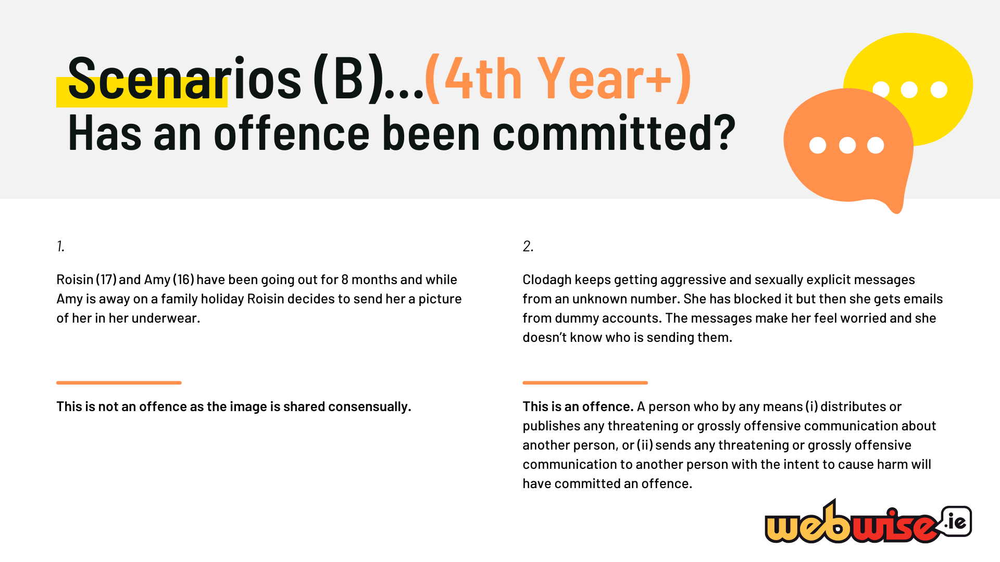 Scenarios (B)...(4th Year+)
Has an offence been committed?
1.
Roisin (17) and Amy (16) have been going out for 8 months and while
Amy is away on a family holiday Roisin decides to send her a picture
of her in her underwear.
This is not an offence as the image is shared consensually.
2.
Clodagh keeps getting aggressive and sexually explicit messages
from an unknown number. She has blocked it but then she gets emails
from dummy accounts. The messages make her feel worried and she
doesn’t know who is sending them.
This is an offence. A person who by any means (i) distributes or
publishes any threatening or grossly offensive communication about
another person, or (ii) sends any threatening or grossly offensive
communication to another person with the intent to cause harm will
have committed an offence.
webwise.ie